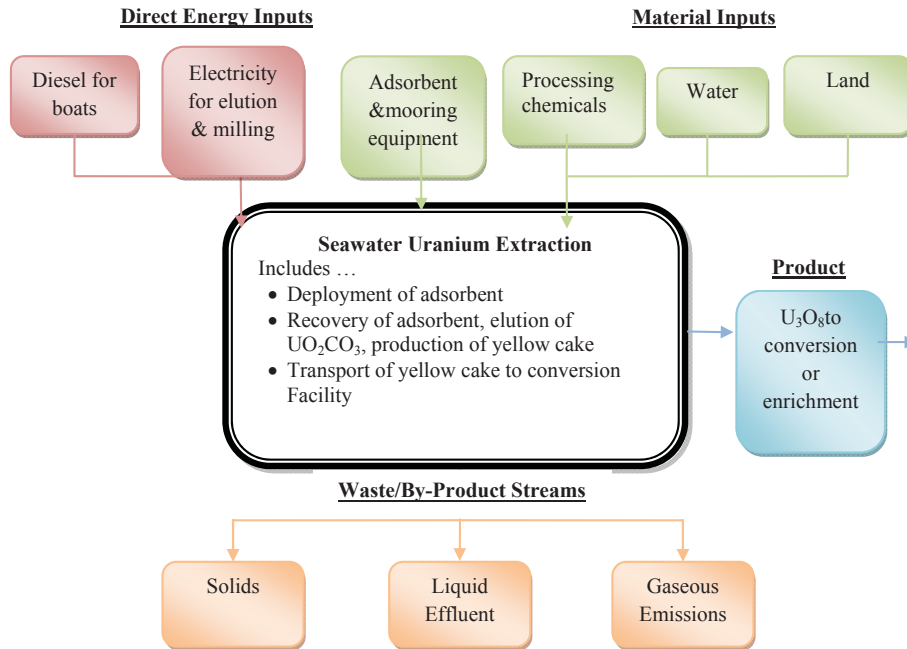 Direct Energy Inputs
Material Inputs
Diesel for
boats
Electricity
for elution
& milling
Adsorbent
&mooring
equipment
Processing
chemicals
Water
Land
Seawater Uranium Extraction
Includes …
• Deployment of adsorbent
• Recovery of adsorbent, elution of
UO₂CO₃, production of yellow cake
• Transport of yellow cake to conversion
Facility
Product
U₃O₈to
conversion
or
enrichment
Waste/By-Product Streams
Solids
Liquid
Effluent
Gaseous
Emissions